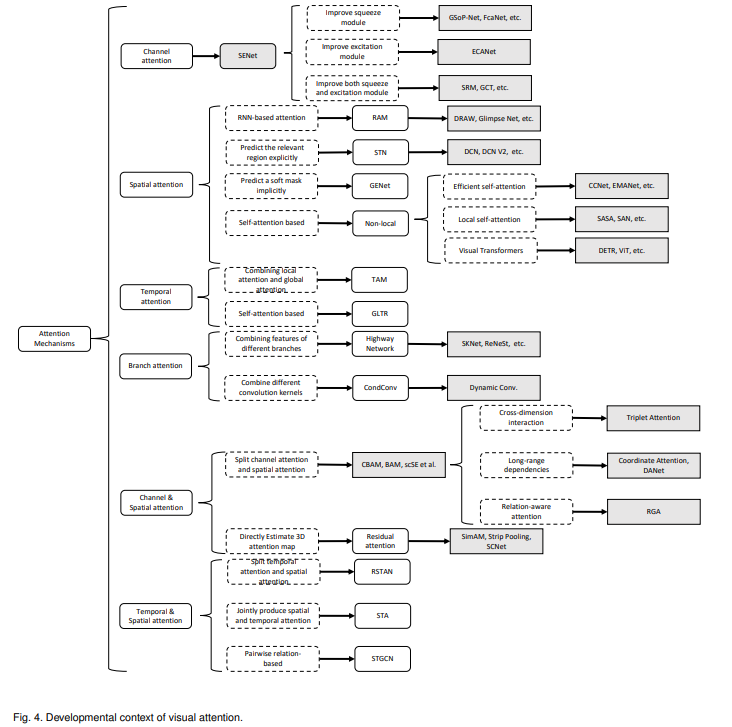 Improve squeeze
module
GSoP-Net, FcaNet, etc.
Channel
attention
SENet
Improve excitation
module
ECANet
Improve both squeeze
and excitation module
SRM, GCT, etc.
RNN-based attention
RAM
DRAW, Glimpse Net, etc.
Predict the relevant
region explicitly
STN
DCN, DCN V2, etc.
Spatial attention
Predict a soft mask
implicitly
GENet
Efficient self-attention
CCNet, EMANet, etc.
Self-attention based
Non-local
Local self-attention
SASA, SAN, etc.
Visual Transformers
DETR, ViT, etc.
Temporal
attention
Combining local
attention and global
attention
TAM
Self-attention based
GLTR
Attention
Mechanisms
Branch attention
Combining features of
different branches
Highway
Network
SKNet, ReNeSt, etc.
Combine different
convolution kernels
CondConv
Dynamic Conv.
Cross-dimension
interaction
Triplet Attention
Channel &
Spatial attention
Split channel attention
and spatial attention
CBAM, BAM, scSE et al.
Long-range
dependencies
Coordinate Attention,
DANet
Relation-aware
attention
RGA
Directly Estimate 3D
attention map
Residual
attention
SimAM, Strip Pooling,
SCNet
Temporal &
Spatial attention
Split temporal
attention and spatial
attention
RSTAN
Jointly produce spatial
and temporal attention
STA
Pairwise relation-
based
STGCN
Fig. 4. Developmental context of visual attention.